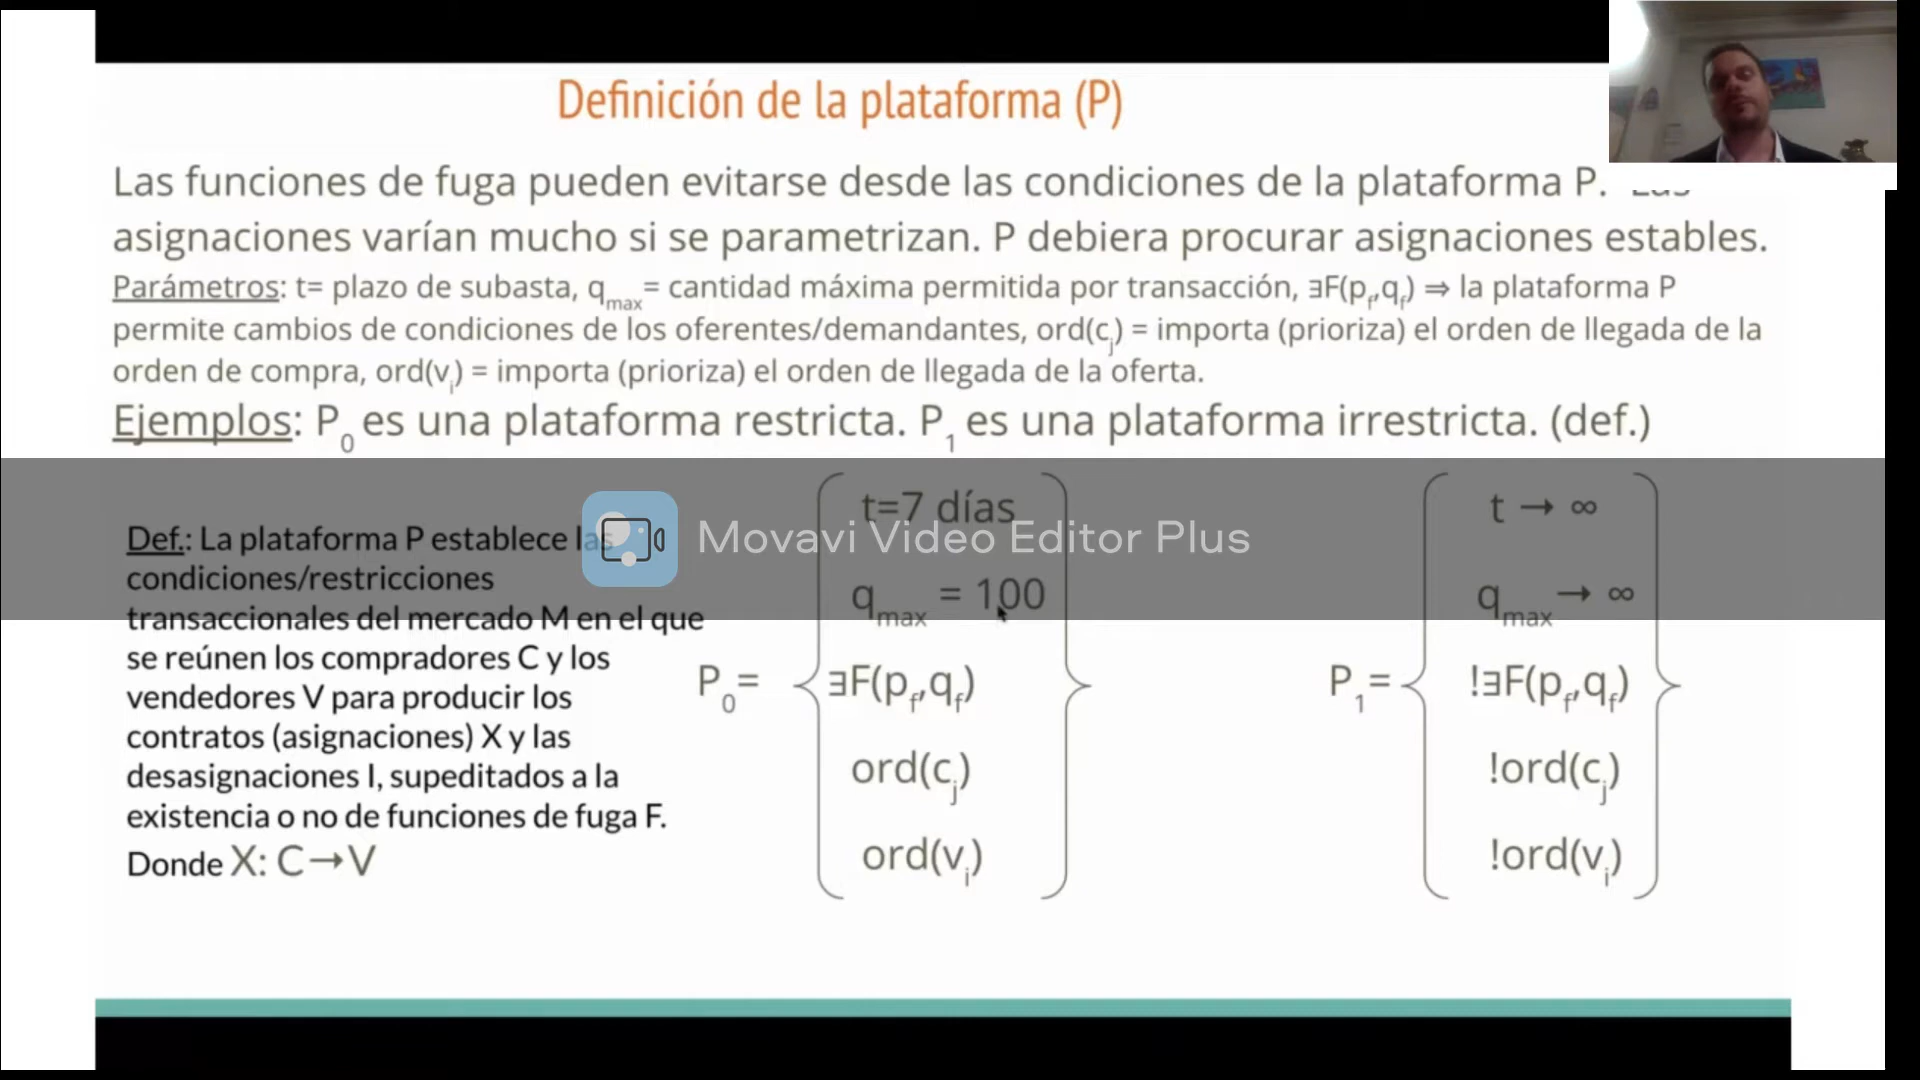 Definición de la plataforma (P)
Las funciones de fuga pueden evitarse desde las condiciones de la plataforma P.
asignaciones varían mucho si se parametrizan. P debiera procurar asignaciones estables.
Parámetros: t= plazo de subasta, qmax= cantidad máxima permitida por transacción, ∃F(pf,qf) ⇒ la plataforma P
permite cambios de condiciones de los oferentes/demandantes, ord(cj) = importa (prioriza) el orden de llegada de la
orden de compra, ord(vi) = importa (prioriza) el orden de llegada de la oferta.
Ejemplos: P0 es una plataforma restricta. P1 es una plataforma irrestricta. (def.)
Def.: La plataforma P establece las
condiciones/restricciones
transaccionales del mercado M en el que
se reúnen los compradores C y los
vendedores V para producir los
contratos (asignaciones) X y las
desasignaciones I, supeditados a la
existencia o no de funciones de fuga F.
Donde X: C→V
Movavi Video Editor Plus
P0=
t=7 días
qmax = 100
∃F(pf,qf)
ord(cj)
ord(vi)
P1=
t → ∞
qmax→ ∞
!∃F(pf,qf)
!ord(cj)
!ord(vi)